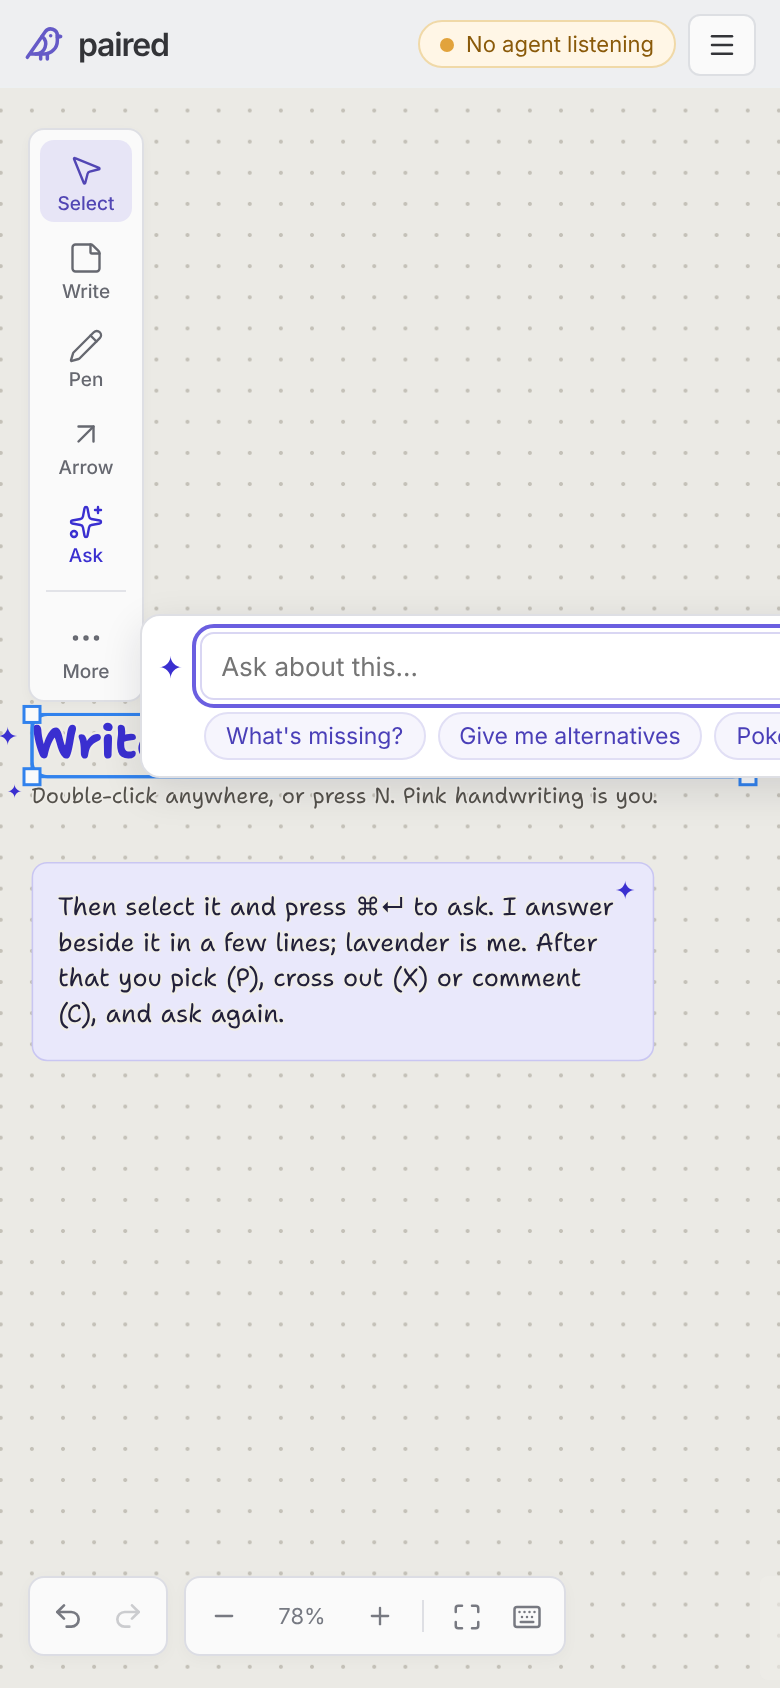 paired
No agent listening
Select
Write
Pen
Arrow
Ask
More
Ask about this...
What's missing?
Give me alternatives
Double-click anywhere, or press N. Pink handwriting is you.
Then select it and press ⌘↵ to ask. I answer
beside it in a few lines; lavender is me. After
that you pick (P), cross out (X) or comment
(C), and ask again.
78%